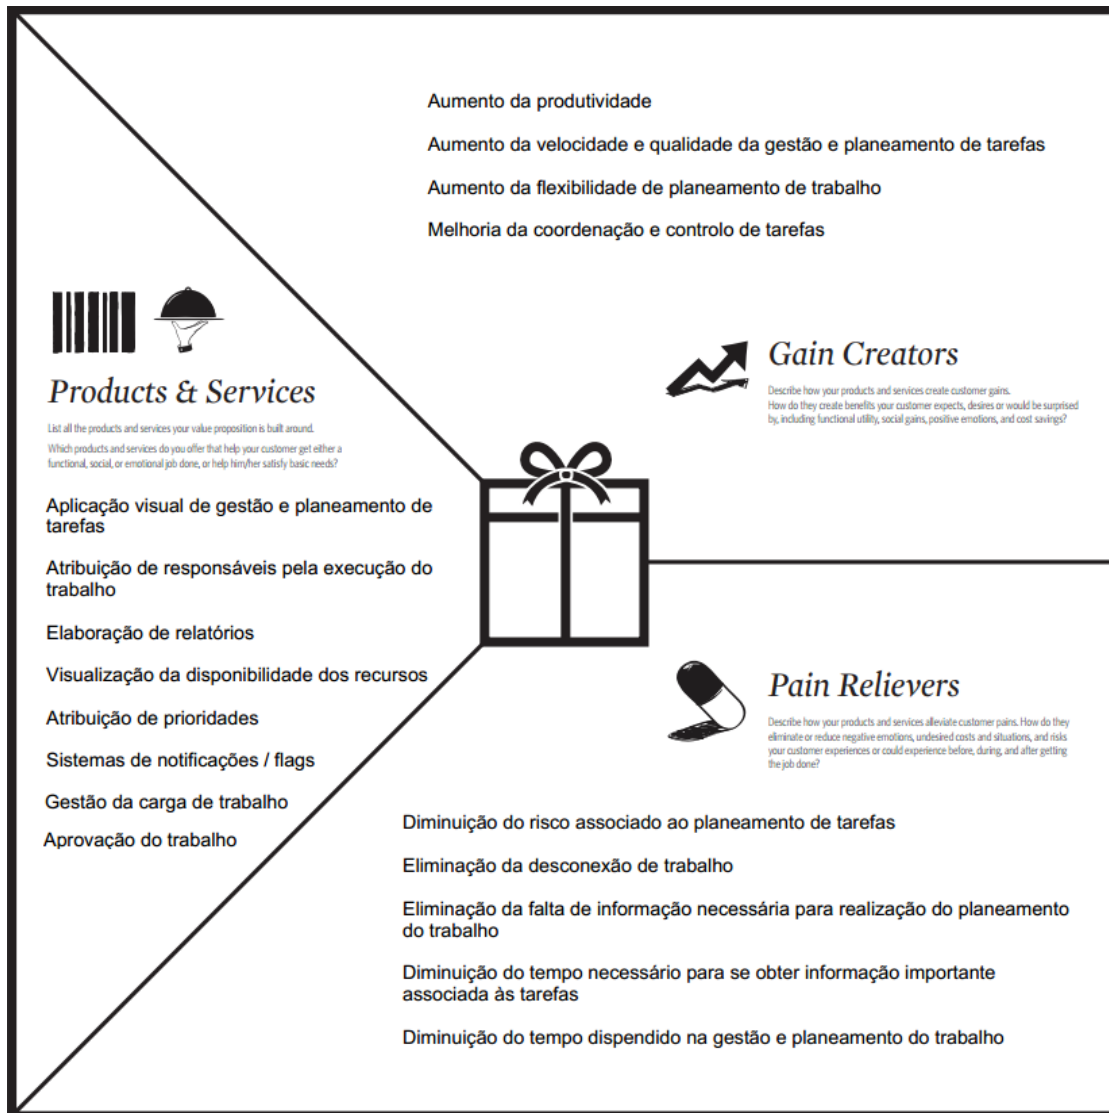 Aumento da produtividade
Aumento da velocidade e qualidade da gestão e planeamento de tarefas
Aumento da flexibilidade de planeamento de trabalho
Melhoria da coordenação e controlo de tarefas
Gain Creators
Describe how your products and services create customer gains.
How do they create benefits your customer expects, desires or would be surprised
by, including functional utility, social gains, positive emotions, and cost savings?
Products & Services
List all the products and services your value proposition is built around.
Which products and services do you offer that help your customer get either a
functional, social, or emotional job done, or help him/her satisfy basic needs?
Aplicação visual de gestão e planeamento de
tarefas
Atribuição de responsáveis pela execução do
trabalho
Elaboração de relatórios
Visualização da disponibilidade dos recursos
Atribuição de prioridades
Sistemas de notificações / flags
Gestão da carga de trabalho
Aprovação do trabalho
Pain Relievers
Describe how your products and services alleviate customer pains. How do they
eliminate or reduce negative emotions, undesired costs and situations, and risks
your customer experiences or could experience before, during, and after getting
the job done?
Diminuição do risco associado ao planeamento de tarefas
Eliminação da desconexão de trabalho
Eliminação da falta de informação necessária para realização do planeamento
do trabalho
Diminuição do tempo necessário para se obter informação importante
associada às tarefas
Diminuição do tempo dispendido na gestão e planeamento do trabalho